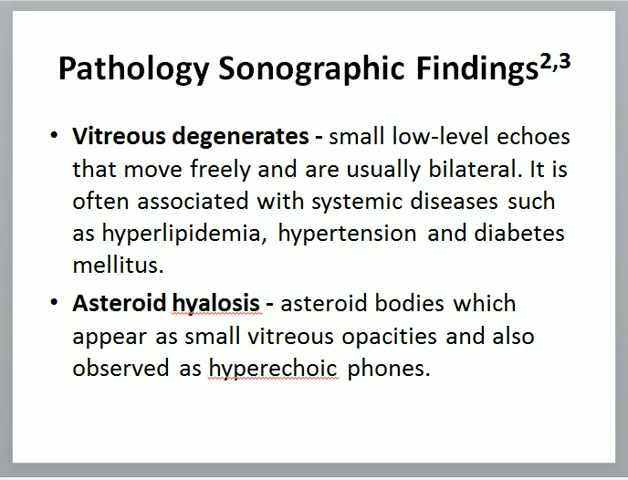 Pathology Sonographic Findings2,3
• Vitreous degenerates - small low-level echoes
that move freely and are usually bilateral. It is
often associated with systemic diseases such
as hyperlipidemia, hypertension and diabetes
mellitus.
• Asteroid hyalosis - asteroid bodies which
appear as small vitreous opacities and also
observed as hyperechoic phones.